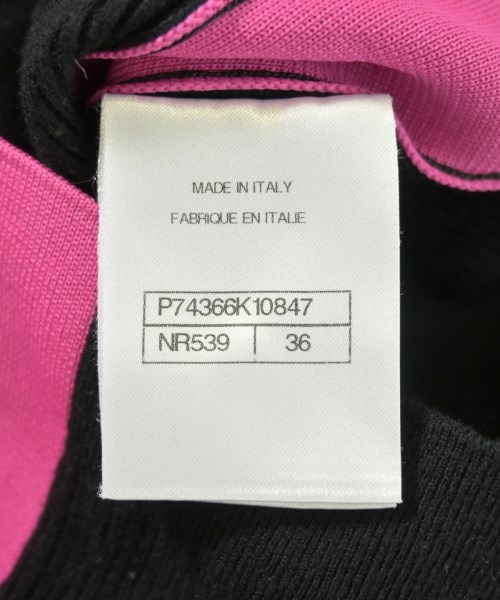 MADE IN ITALY
FABRIQUE EN ITALIE
P74366K10847
NR539 36